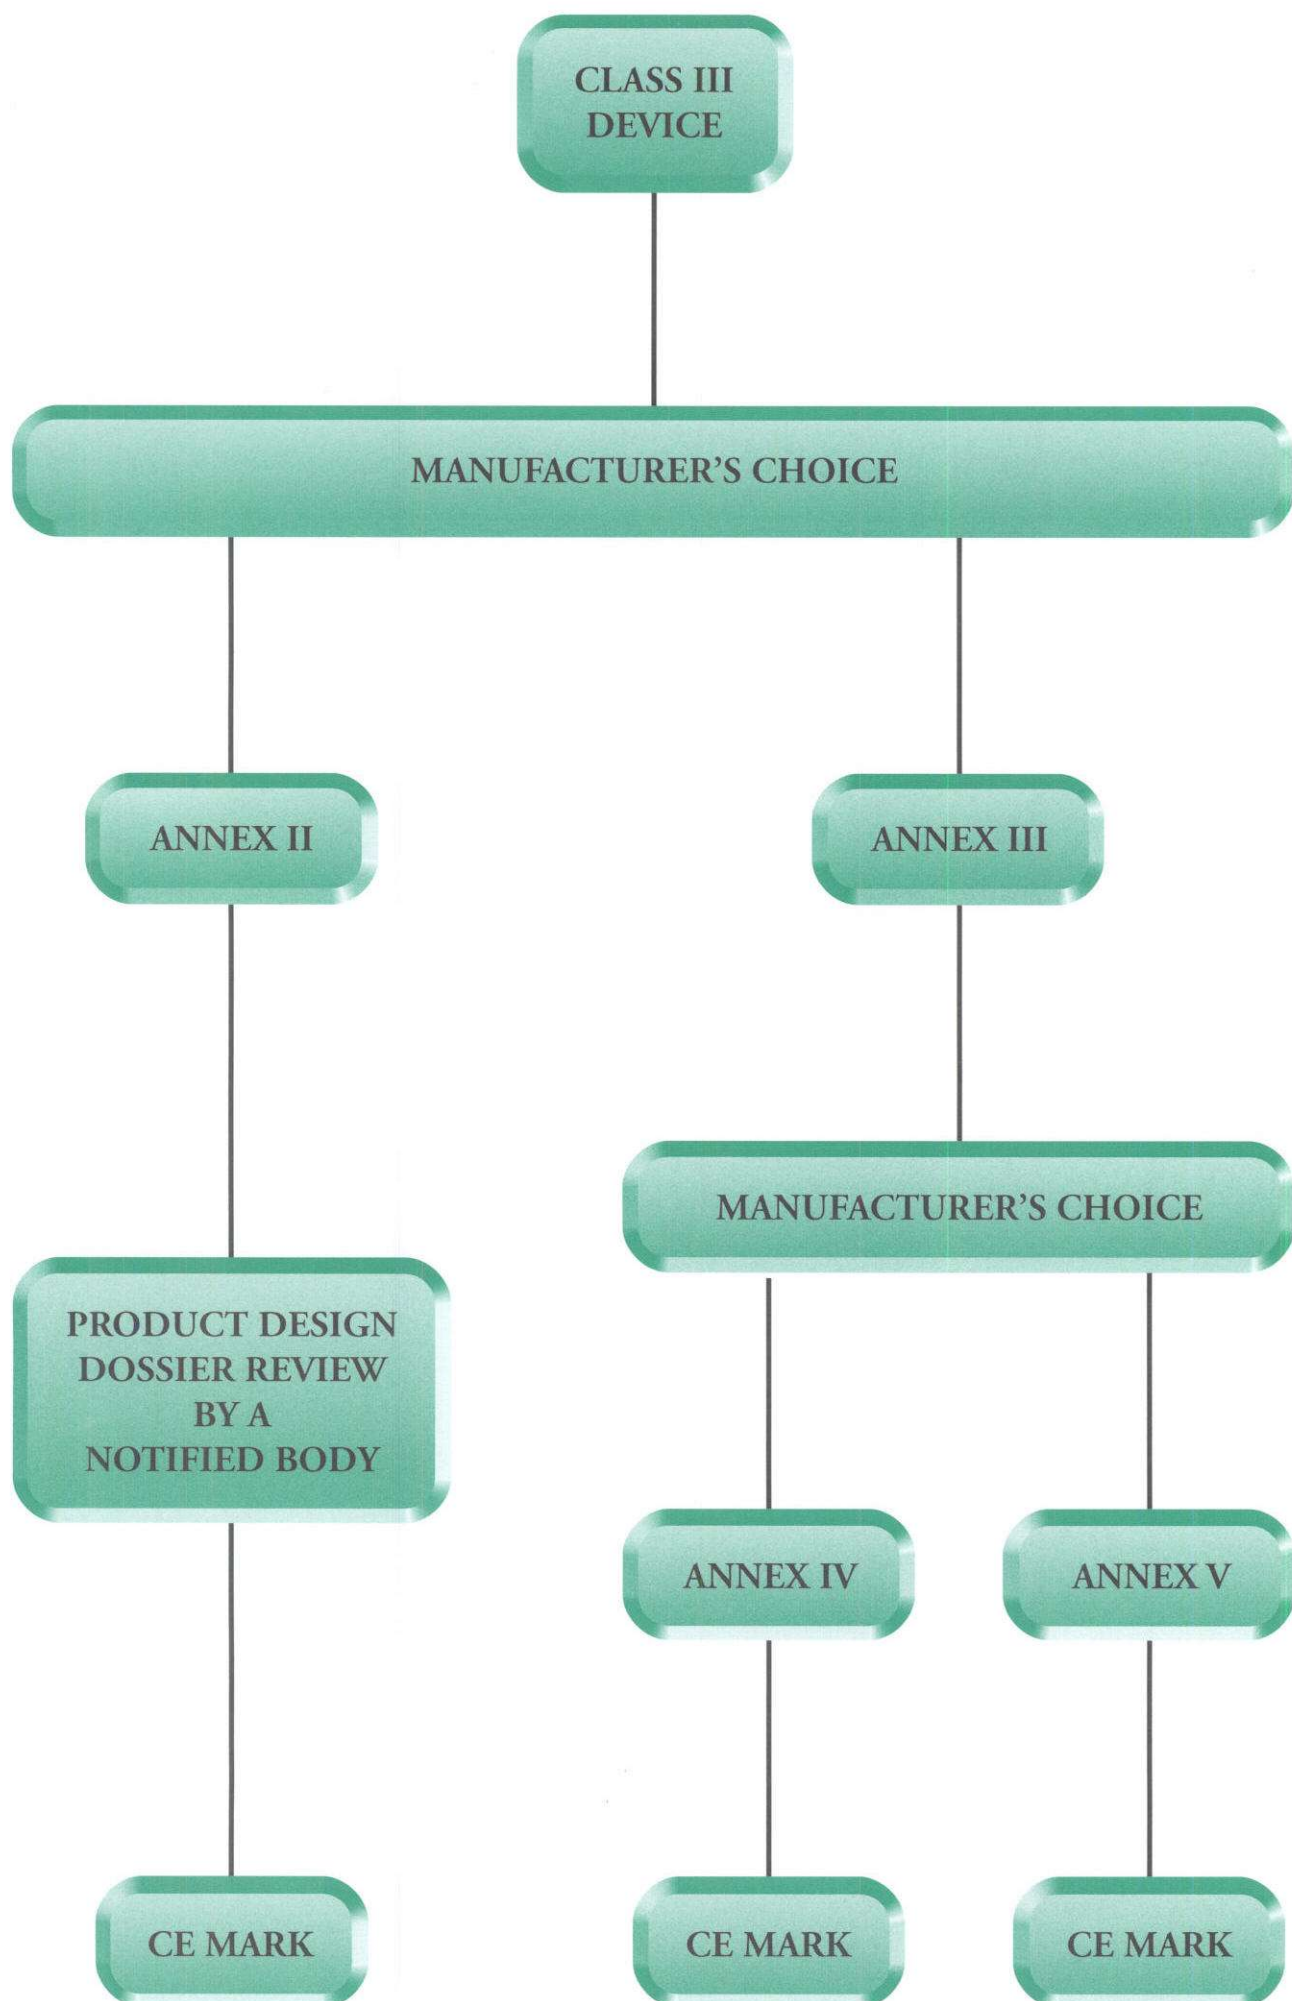 CLASS III
DEVICE
MANUFACTURER'S CHOICE
ANNEX II
ANNEX III
MANUFACTURER'S CHOICE
PRODUCT DESIGN
DOSSIER REVIEW
BY A
NOTIFIED BODY
ANNEX IV
ANNEX V
CE MARK
CE MARK
CE MARK